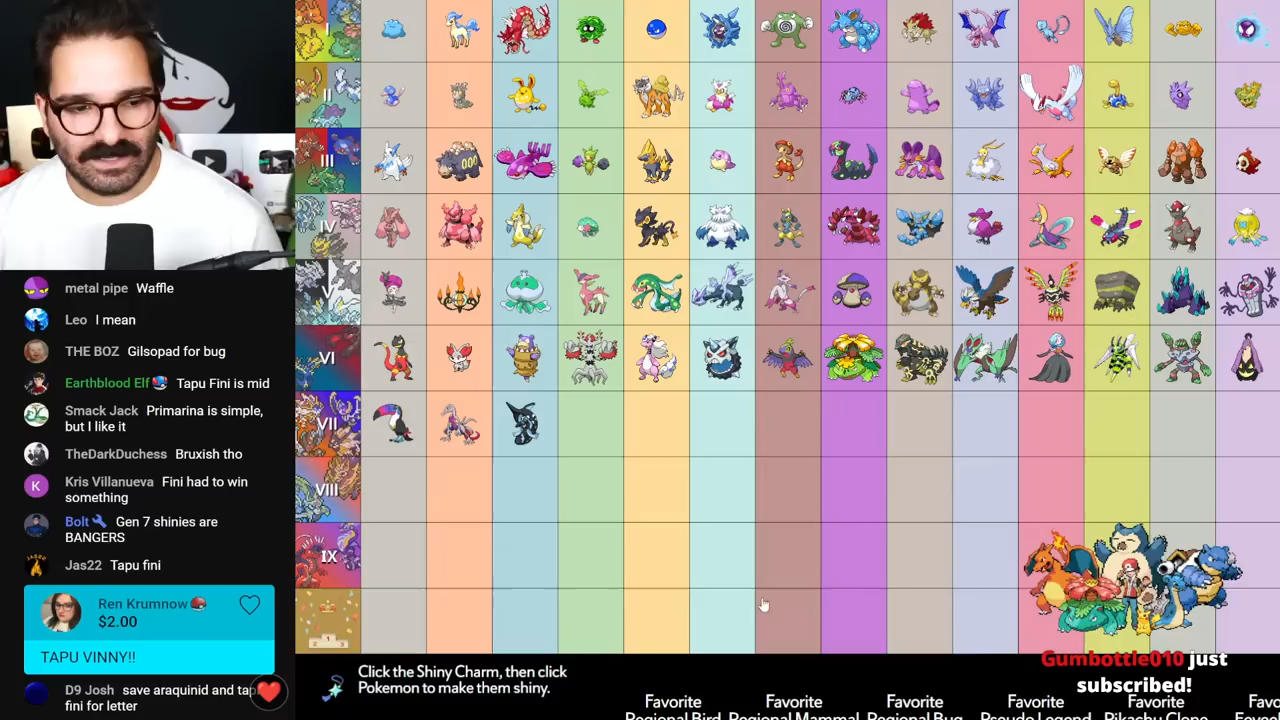 I
II
III
IV
V
VI
VII
VIII
IX
metal pipe Waffle
Leo I mean
THE BOZ Gilsopad for bug
Earthblood Elf Tapu Fini is mid
Smack Jack Primarina is simple,
but I like it
TheDarkDuchess Bruxish tho
Kris Villanueva Fini had to win
something
Bolt Gen 7 shinies are
BANGERS
Jas22 Tapu fini
Ren Krumnow
$2.00
TAPU VINNY!!
D9 Josh save araquinid and tap
fini for letter
Click the Shiny Charm, then click
Pokemon to make them shiny.
Gumbottle010 just
subscribed!
Favorite
Regional Bird
Favorite
Regional Mammal
Favorite
Regional Bug
Favorite
Pseudo Legend
Favorite
Pikachu Clone